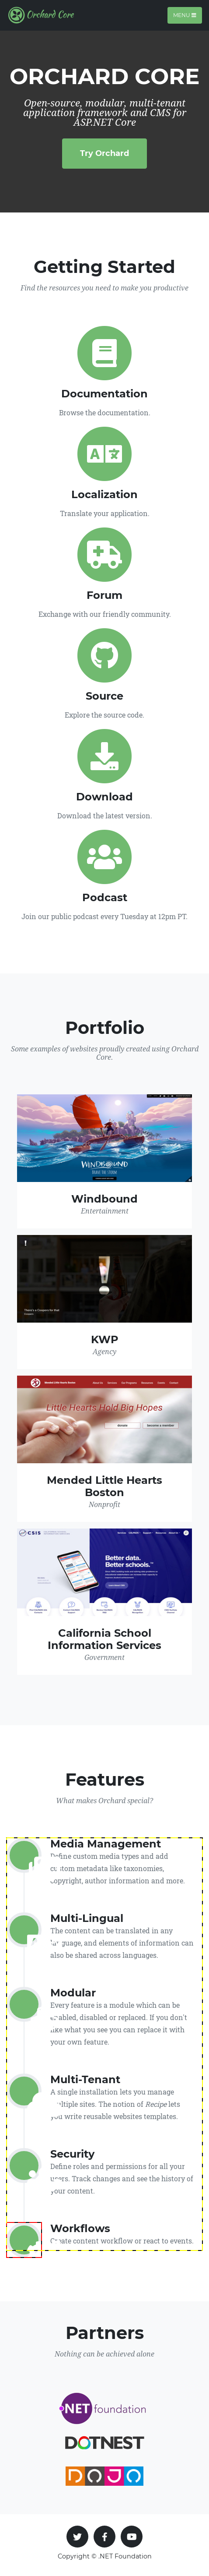 Orchard Core
MENU
ORCHARD CORE
Open-source, modular, multi-tenant
application framework and CMS for
ASP.NET Core
Try Orchard
Getting Started
Find the resources you need to make you productive
Documentation
Browse the documentation.
Localization
Translate your application.
Forum
Exchange with our friendly community.
Source
Explore the source code.
Download
Download the latest version.
Podcast
Join our public podcast every Tuesday at 12pm PT.
Portfolio
Some examples of websites proudly created using Orchard
Core.
WINDBOUND
Windbound
Entertainment
KWP
Agency
Little Hearts Hold Big Hopes
Mended Little Hearts
Boston
Nonprofit
CSIS
Better data.
Better schools.
California School
Information Services
Government
Features
What makes Orchard special?
Media Management
Define custom media types and add
custom metadata like taxonomies,
copyright, author information and more.
Multi-Lingual
The content can be translated in any
language, and elements of information can
also be shared across languages.
Modular
Every feature is a module which can be
enabled, disabled or replaced. If you don't
like what you see you can replace it with
your own feature.
Multi-Tenant
A single installation lets you manage
multiple sites. The notion of Recipe lets
you write reusable websites templates.
Security
Define roles and permissions for all your
users. Track changes and see the history of
your content.
Workflows
Create content workflow or react to events.
Partners
Nothing can be achieved alone
.NET foundation
DOTNEST
DOJO
Copyright © .NET Foundation